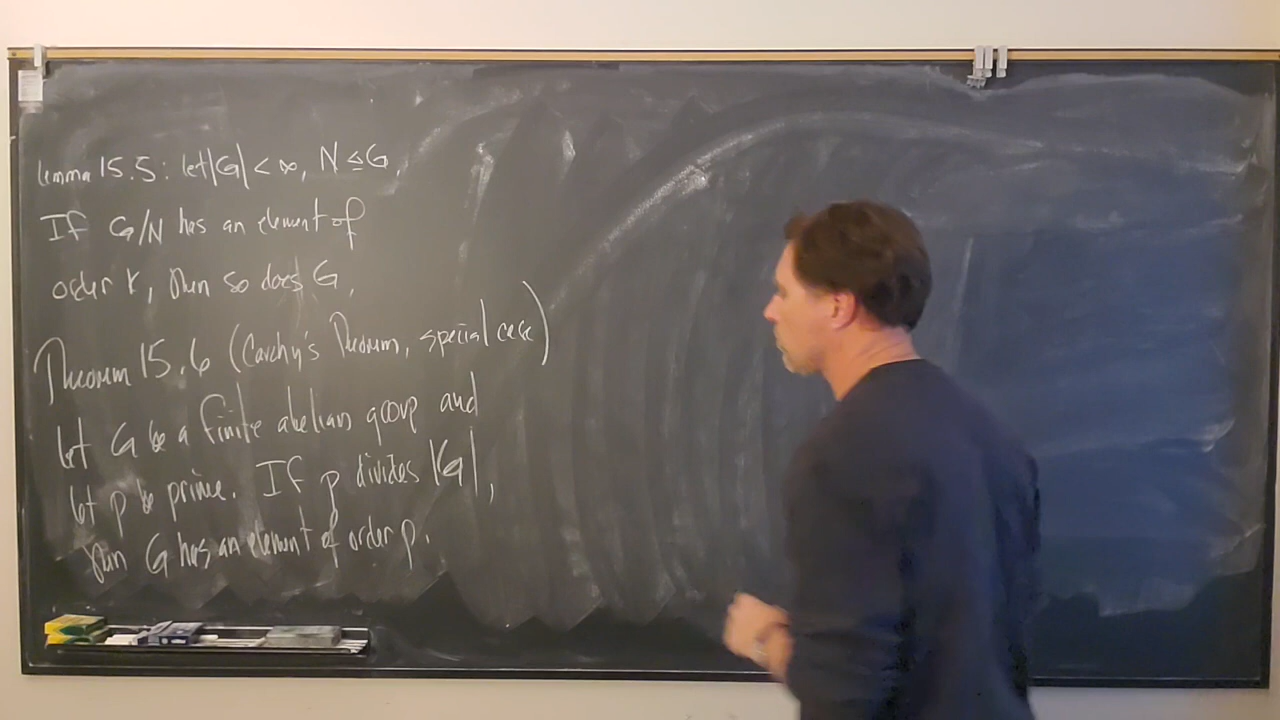 Lemma 15.5: let |G| < ∞, N ⊴ G.
If G/N has an element of
order k, then so does G.
Theorem 15.6 (Cauchy's Theorem, special case)
Let G be a finite abelian group and
let p be prime. If p divides |G|,
then G has an element of order p.